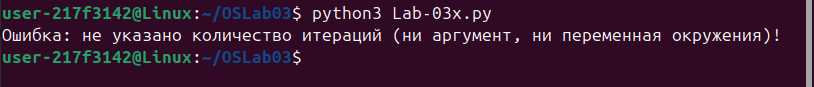 user-217f3142@Linux:~/OSLab03$ python3 Lab-03x.py
Ошибка: не указано количество итераций (ни аргумент, ни переменная окружения)!
user-217f3142@Linux:~/OSLab03$